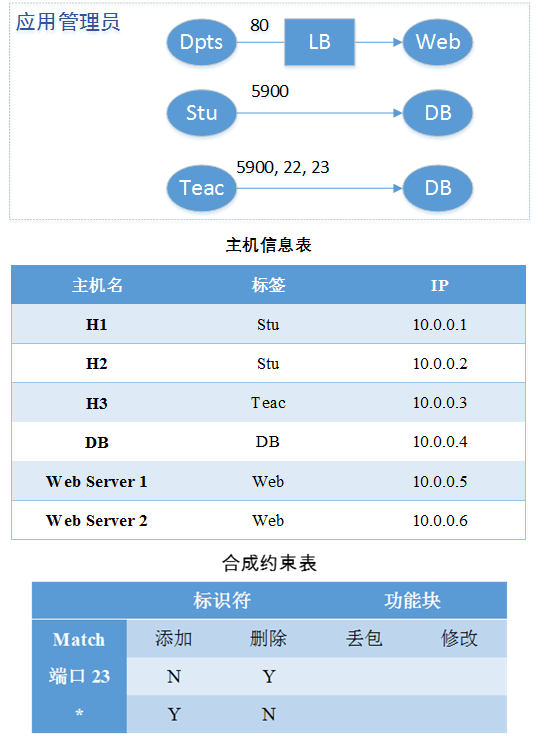 应用管理员
Dpts 80 LB Web
Stu 5900 DB
Teac 5900, 22, 23 DB
主机信息表
主机名 标签 IP
H1 Stu 10.0.0.1
H2 Stu 10.0.0.2
H3 Teac 10.0.0.3
DB DB 10.0.0.4
Web Server 1 Web 10.0.0.5
Web Server 2 Web 10.0.0.6
合成约束表
标识符 功能块
Match 添加 删除 丢包 修改
端口 23 N Y
* Y N